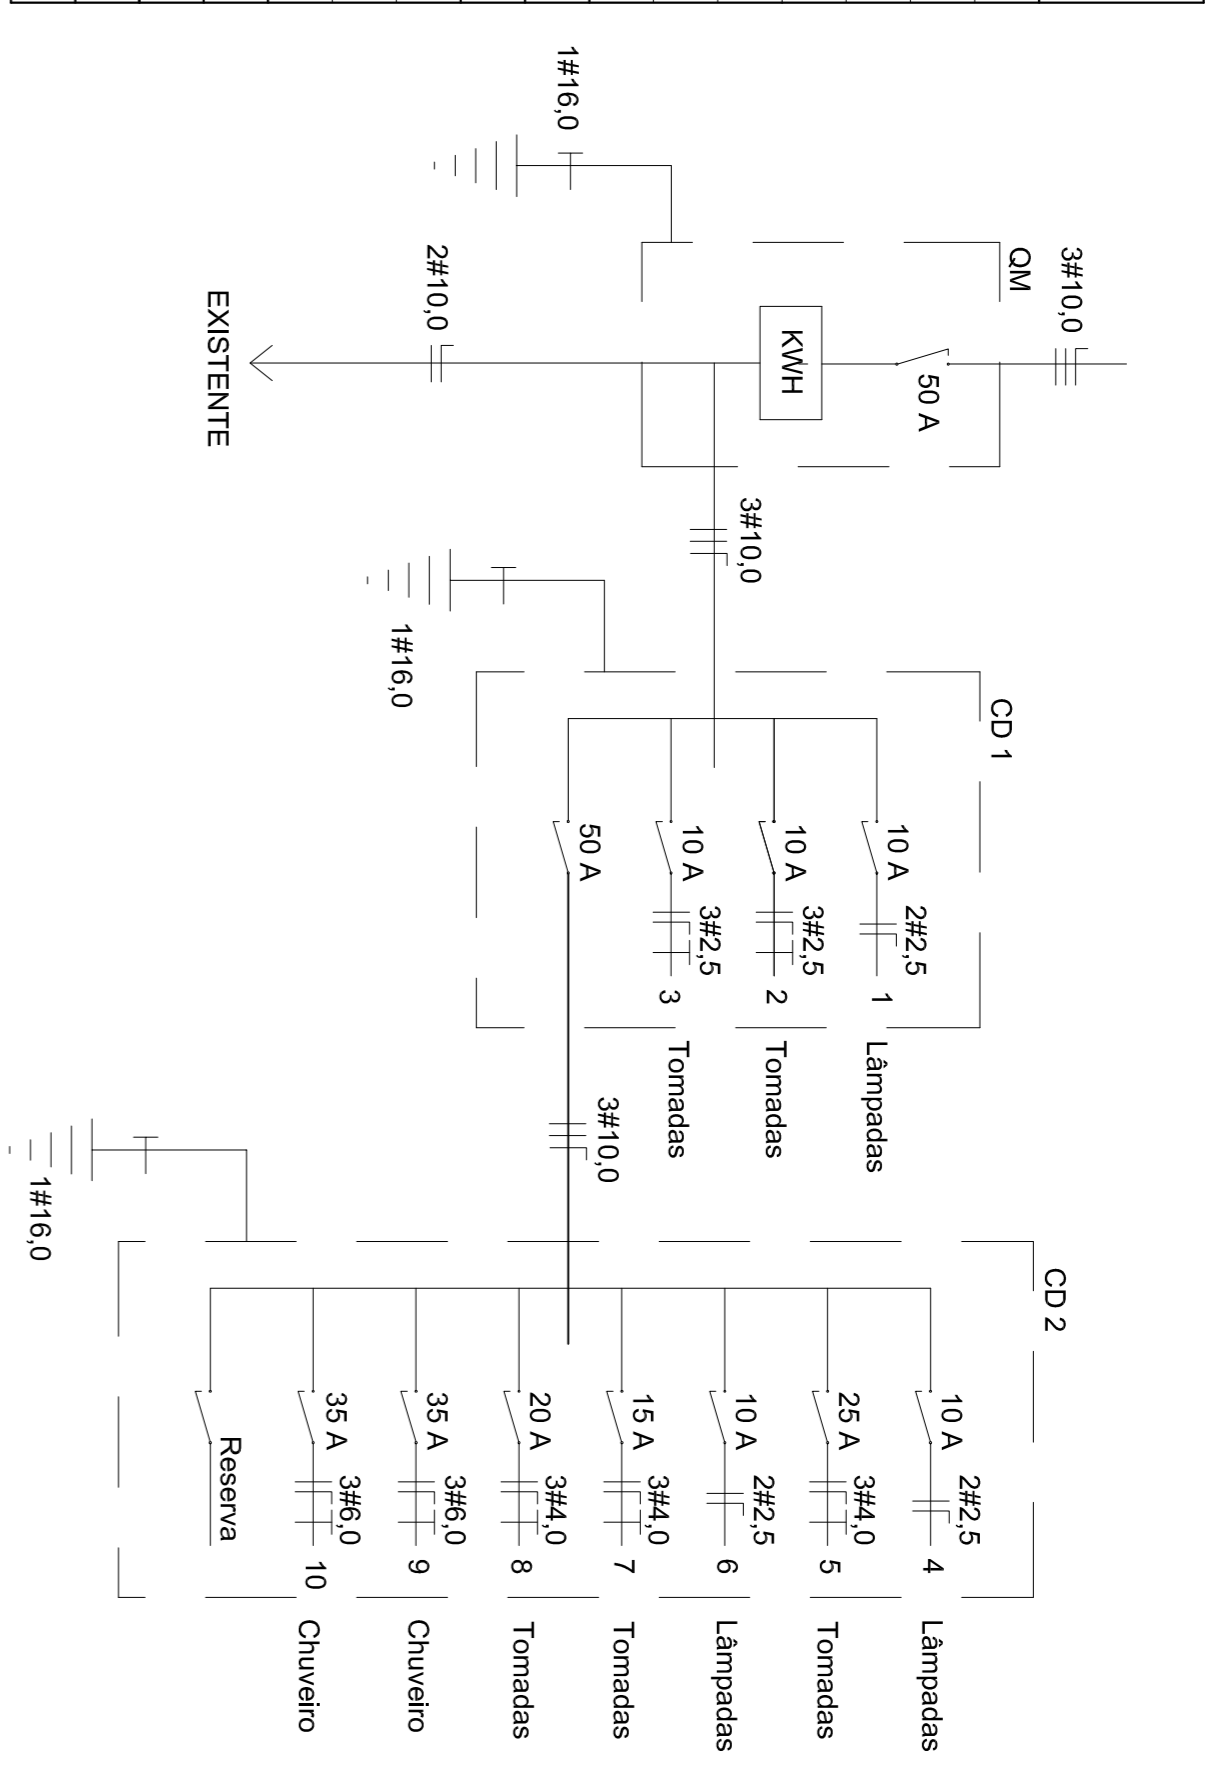 3#10,0
QM
50 A
KWH
1#16,0
2#10,0
EXISTENTE
3#10,0
1#16,0
CD 1
10 A
2#2,5
1
Lâmpadas
10 A
3#2,5
2
Tomadas
10 A
3#2,5
3
Tomadas
50 A
3#10,0
1#16,0
CD 2
10 A
2#2,5
4
Lâmpadas
25 A
3#4,0
5
Tomadas
10 A
2#2,5
6
Lâmpadas
15 A
3#4,0
7
Tomadas
20 A
3#4,0
8
Tomadas
35 A
3#6,0
9
Chuveiro
35 A
3#6,0
10
Chuveiro
Reserva